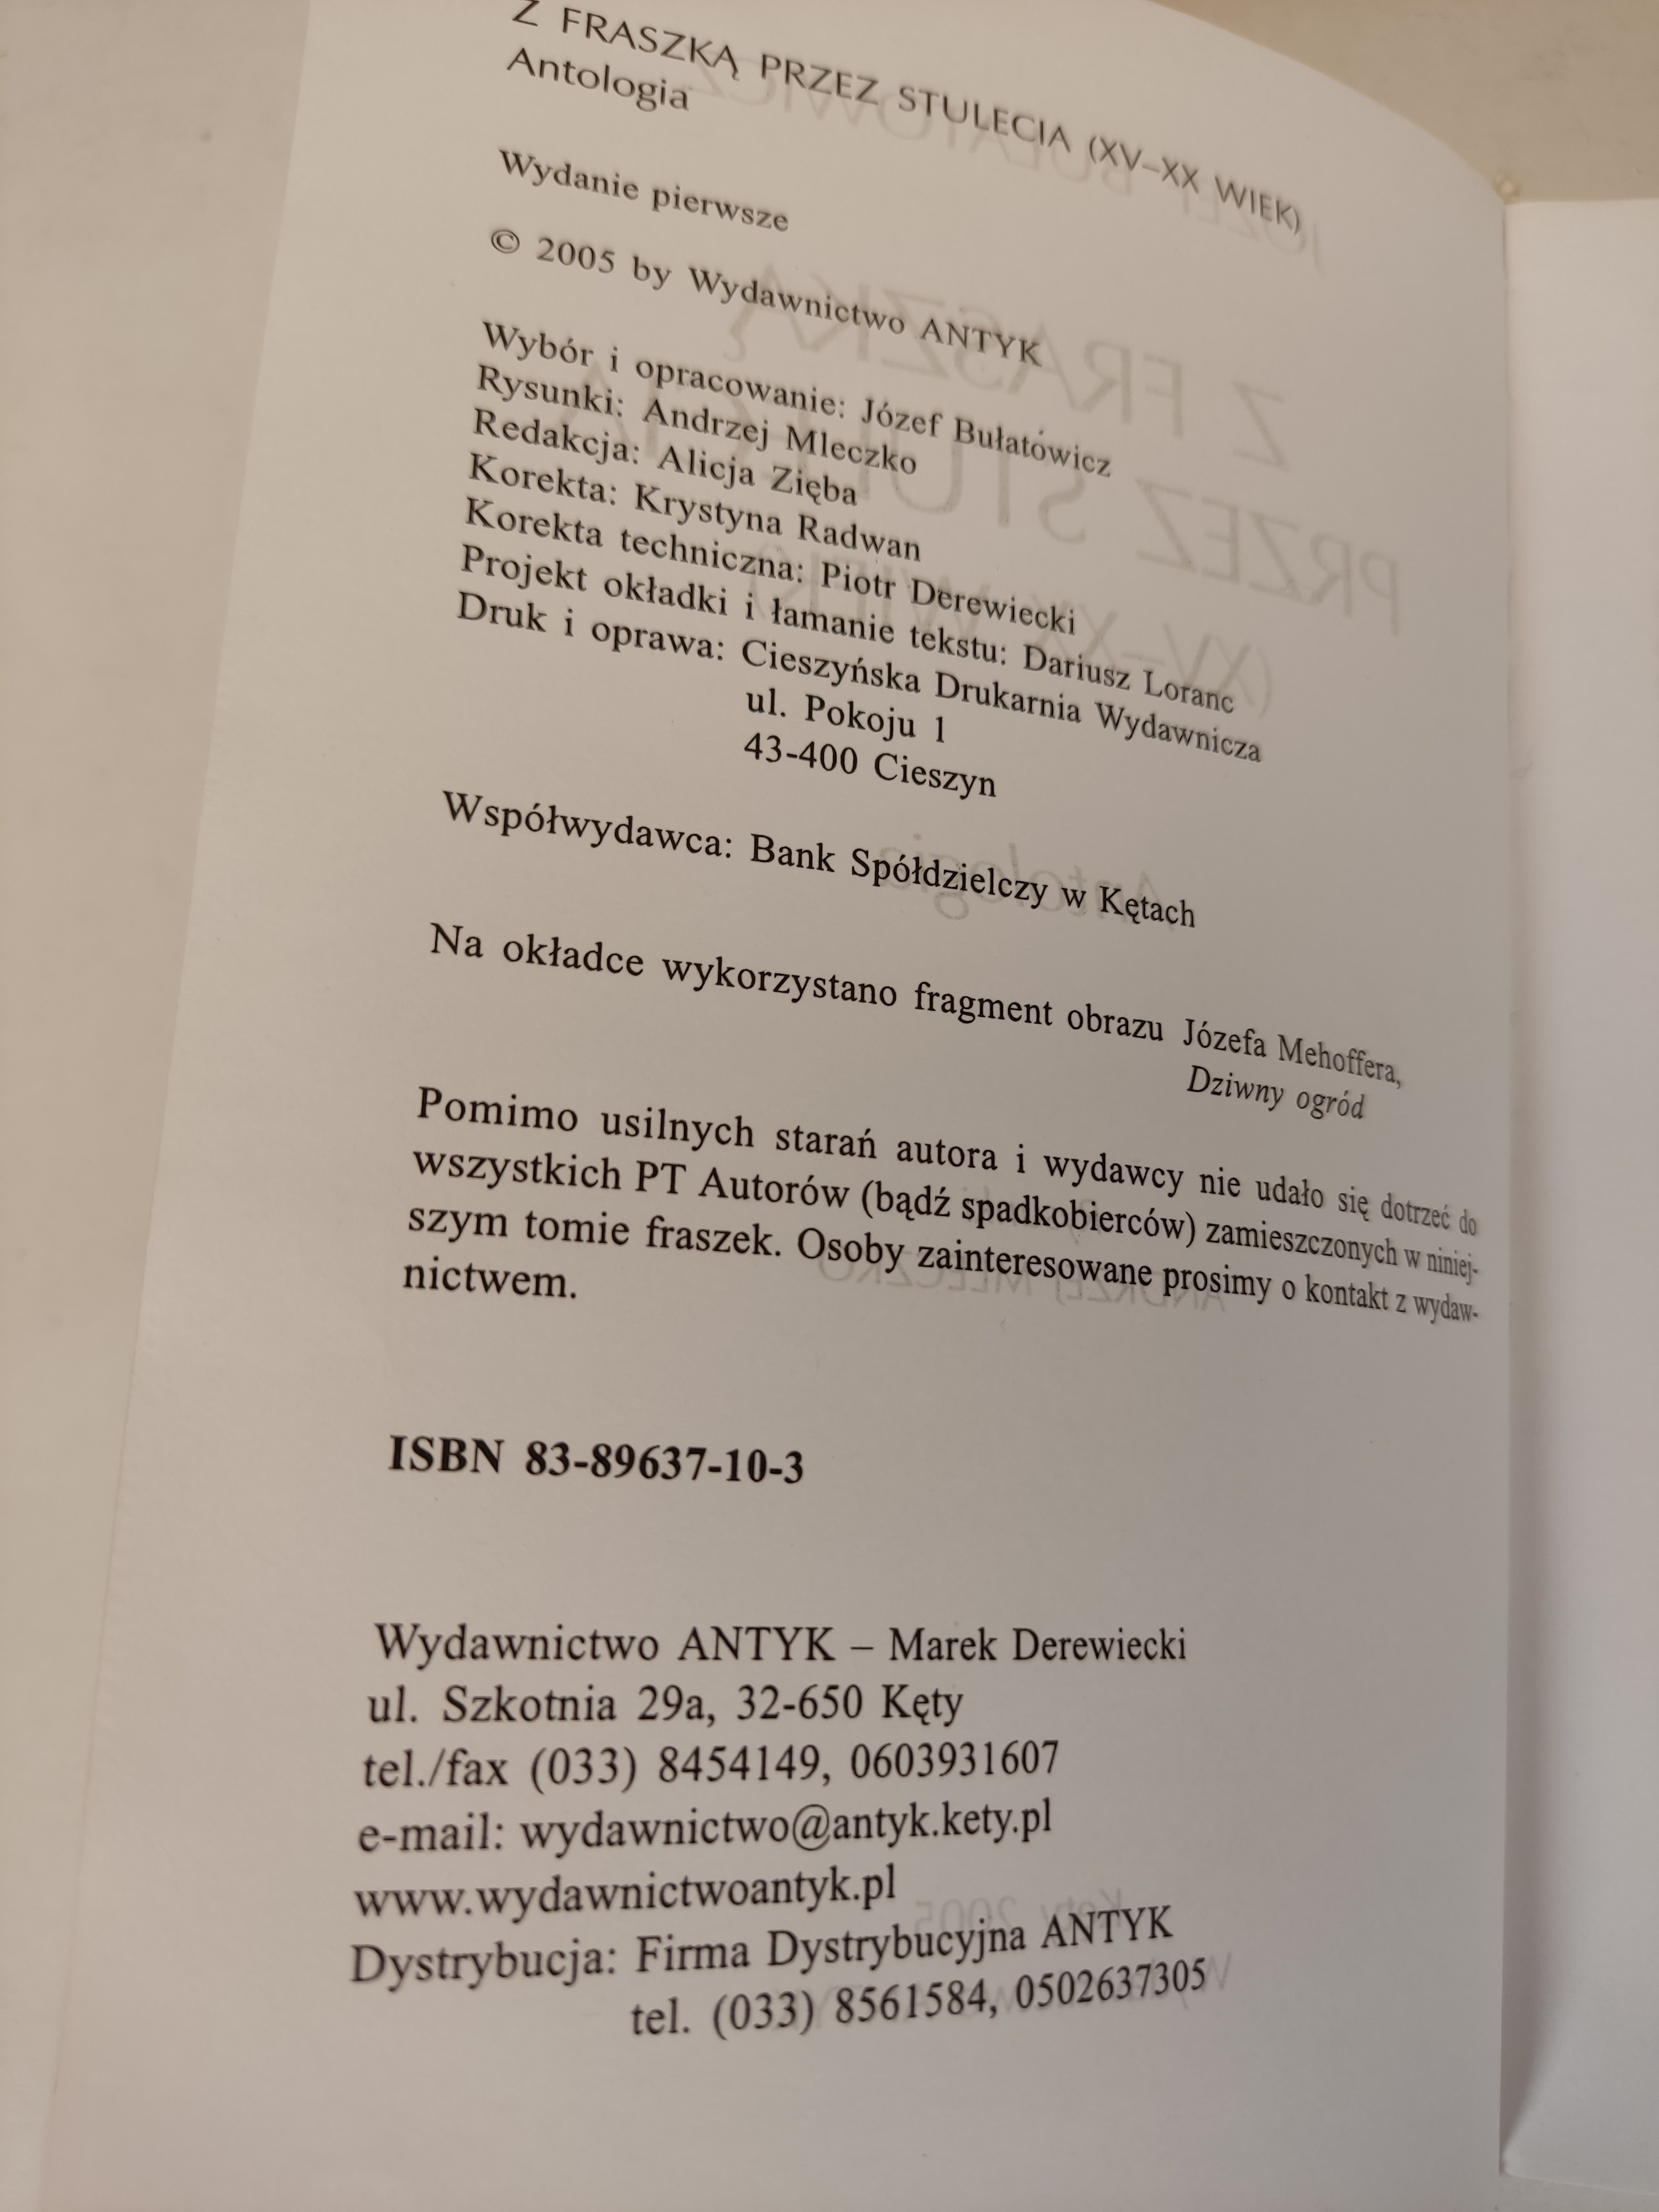 Z FRASZKĄ PRZEZ STULECIA (XV–XX WIEK)
Antologia
Wydanie pierwsze
© 2005 by Wydawnictwo ANTYK
Wybór i opracowanie: Józef Bułatowicz
Rysunki: Andrzej Mleczko
Redakcja: Alicja Zięba
Korekta: Krystyna Radwan
Korekta techniczna: Piotr Derewiecki
Projekt okładki i łamanie tekstu: Dariusz Loranc
Druk i oprawa: Cieszyńska Drukarnia Wydawnicza
ul. Pokoju 1
43-400 Cieszyn
Współwydawca: Bank Spółdzielczy w Kętach
Na okładce wykorzystano fragment obrazu Józefa Mehoffera,
Dziwny ogród
Pomimo usilnych starań autora i wydawcy nie udało się dotrzeć do
wszystkich PT Autorów (bądź spadkobierców) zamieszczonych w niniej-
szym tomie fraszek. Osoby zainteresowane prosimy o kontakt z wydaw-
nictwem.
ISBN 83-89637-10-3
Wydawnictwo ANTYK – Marek Derewiecki
ul. Szkotnia 29a, 32-650 Kęty
tel./fax (033) 8454149, 0603931607
e-mail: wydawnictwo@antyk.kety.pl
www.wydawnictwoantyk.pl
Dystrybucja: Firma Dystrybucyjna ANTYK
tel. (033) 8561584, 0502637305